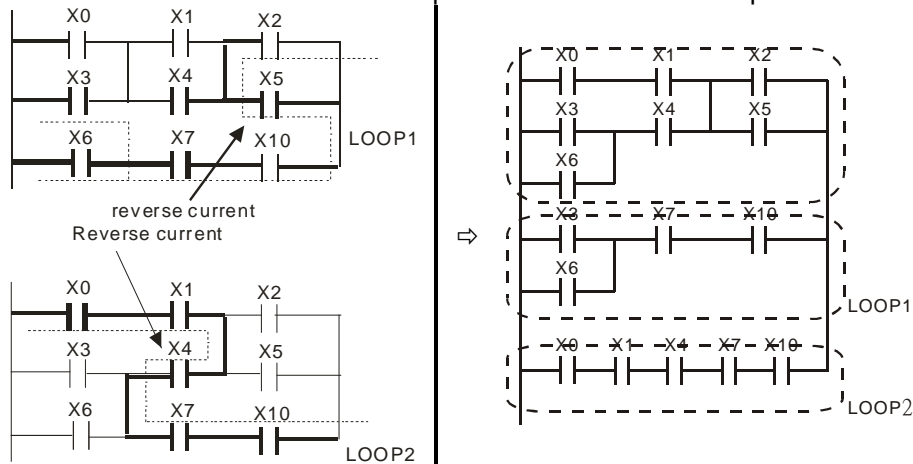 X0 X1 X2
X3 X4 X5
X6 X7 X10
LOOP1
reverse current
Reverse current
X0 X1 X2
X3 X4 X5
X6 X7 X10
LOOP2
⇨
X0 X1 X2
X3 X4 X5
X6
X3 X7 X10
X6
LOOP1
X0 X1 X4 X7 X10
LOOP2